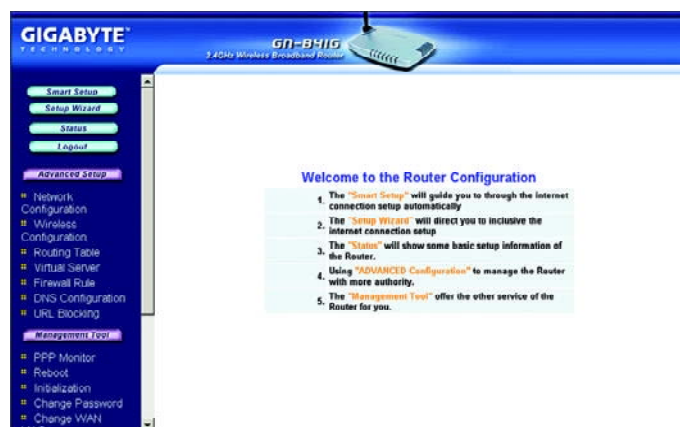 GIGABYTE
TECHNOLOGY
GN-B41G
2.4GHz Wireless Broadband Router
Smart Setup
Setup Wizard
Status
Logout
Advanced Setup
Network
Configuration
Wireless
Configuration
Routing Table
Virtual Server
Firewall Rule
DNS Configuration
URL Blocking
Management Tool
PPP Monitor
Reboot
Initialization
Change Password
Change WAN
Welcome to the Router Configuration
1. The "Smart Setup" will guide you to through the internet
connection setup automatically
2. The "Setup Wizard" will direct you to inclusive the
internet connection setup
3. The "Status" will show some basic setup information of
the Router.
4. Using "ADVANCED Configuration" to manage the Router
with more authority.
5. The "Management Tool" offer the other service of the
Router for you.